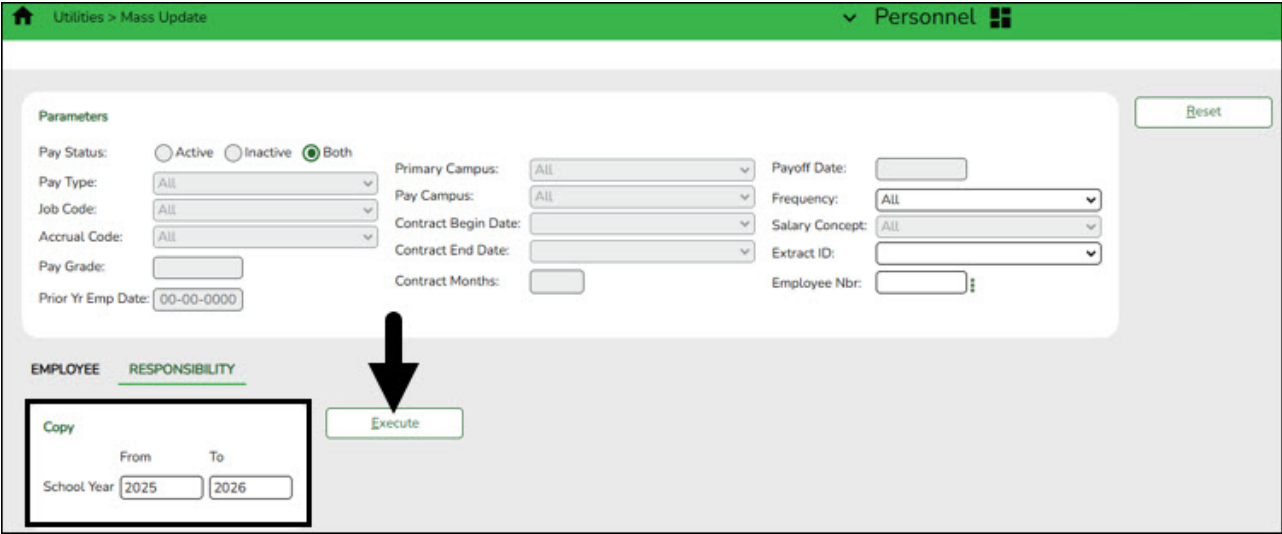 Utilities > Mass Update
Personnel
Parameters
Reset
Pay Status: Active Inactive Both
Pay Type: All
Job Code: All
Accrual Code: All
Pay Grade:
Prior Yr Emp Date: 00-00-0000
Primary Campus: All
Pay Campus: All
Contract Begin Date:
Contract End Date:
Contract Months:
Payoff Date:
Frequency: All
Salary Concept: All
Extract ID:
Employee Nbr:
EMPLOYEE RESPONSIBILITY
Copy
Execute
From To
School Year 2025 2026